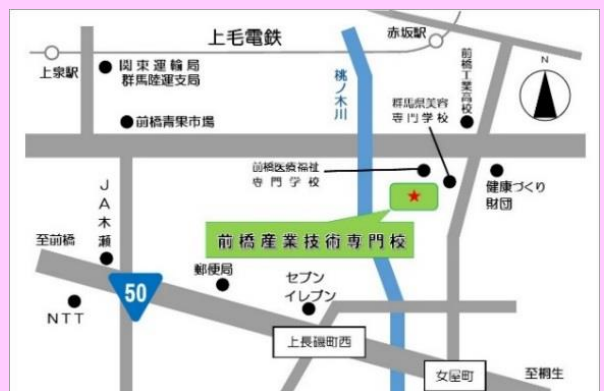 上毛電鉄
赤坂駅
上泉駅
関東運輸局
群馬陸運支局
桃ノ木川
前橋工業高校
N
群馬県美容
専門学校
前橋青果市場
前橋医療福祉
専門学校
健康づくり
財団
JA木瀬
前橋産業技術専門校
至前橋
郵便局
50
セブン
イレブン
NTT
上長磯町西
女屋町
至桐生